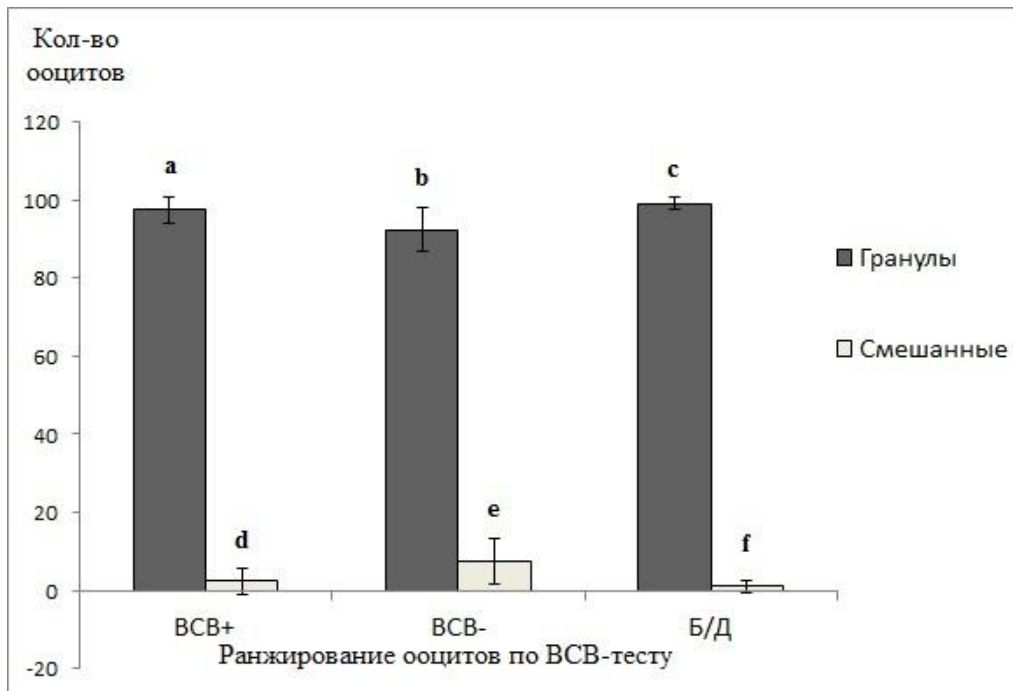 Кол-во
ооцитов
120
100
80
60
40
20
0
-20
a
b
c
d
e
f
Гранулы
Смешанные
BCB+
BCB-
Б/Д
Ранжирование ооцитов по BCB-тесту